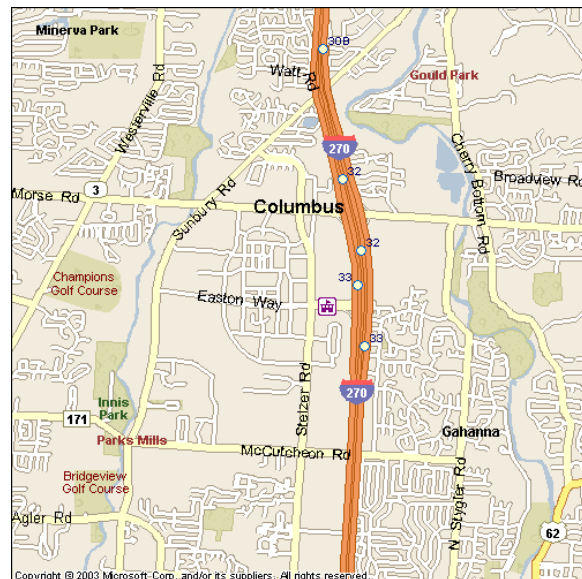 Minerva Park
30B
Watt Rd
Gould Park
Westerville Rd
270
32
Cherry Bottom Rd
Broadview Rd
Morse Rd
3
Sunbury Rd
Columbus
32
Champions
Golf Course
33
Easton Way
33
Stelzer Rd
270
Innis
Park
171
Parks Mills
Gahanna
McCutcheon Rd
Bridgeview
Golf Course
N Stygler Rd
Agler Rd
62
Copyright © 2003 Microsoft Corp. and/or its suppliers. All rights reserved.